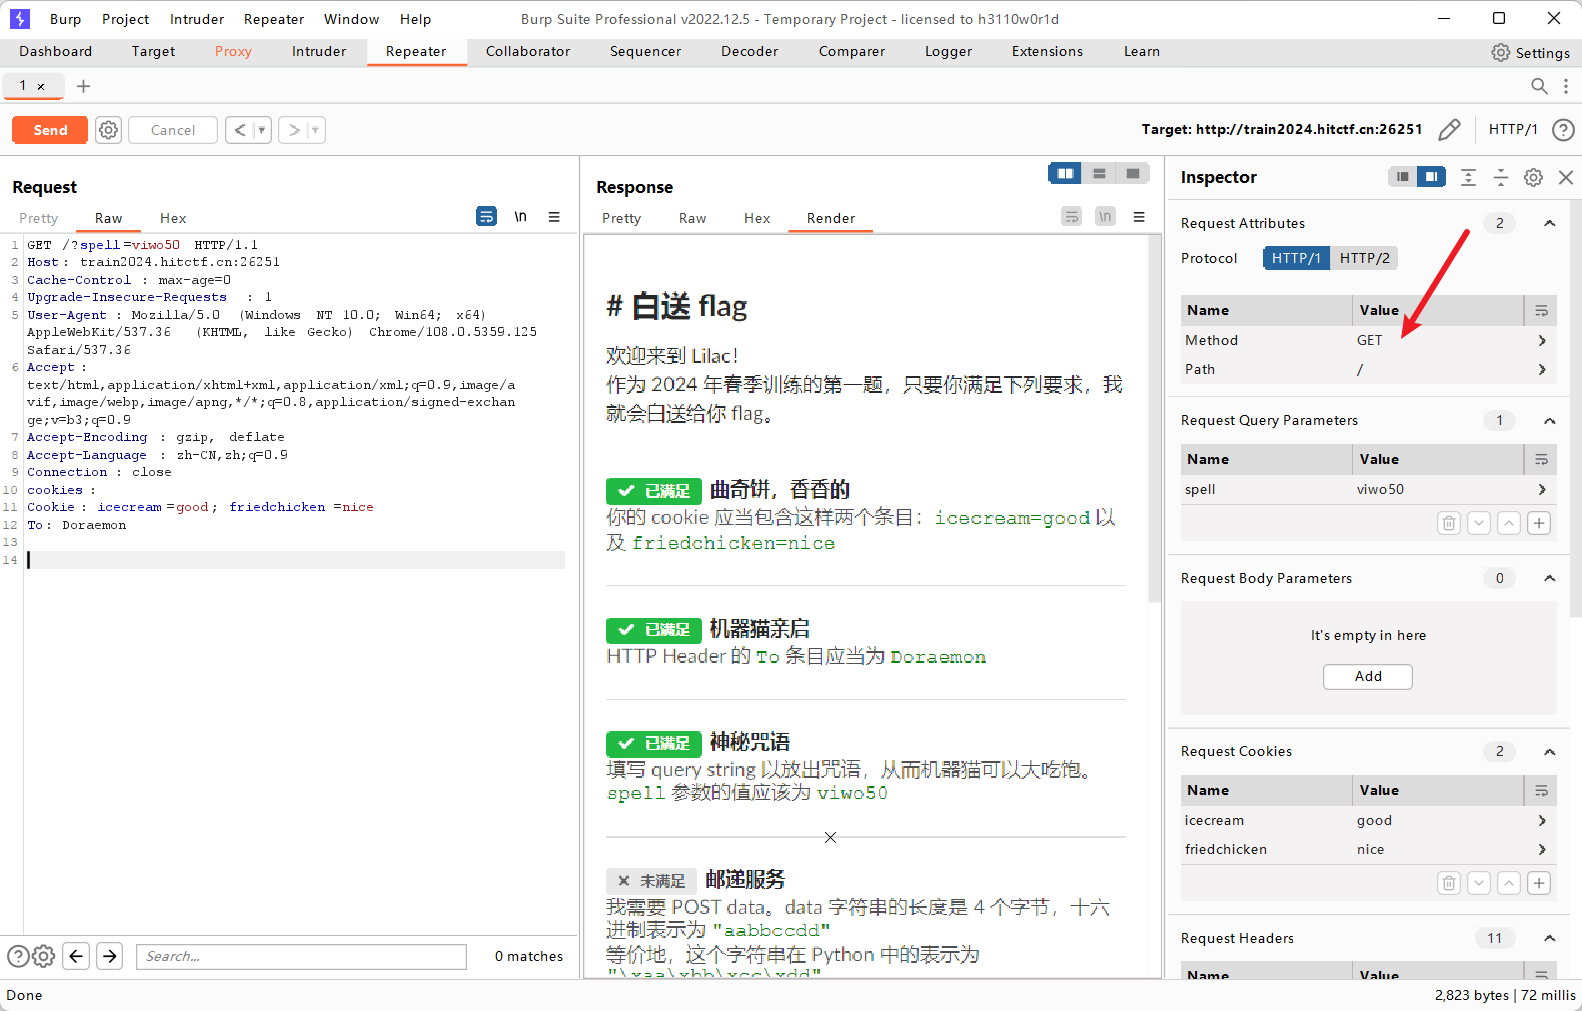 Burp Project Intruder Repeater Window Help Burp Suite Professional v2022.12.5 - Temporary Project - licensed to h3110w0r1d
Dashboard Target Proxy Intruder Repeater Collaborator Sequencer Decoder Comparer Logger Extensions Learn Settings
1 ×
Send Cancel < > Target: http://train2024.hitctf.cn:26251 HTTP/1
Request
Pretty Raw Hex \n
1 GET /?spell=viwo50 HTTP/1.1
2 Host: train2024.hitctf.cn:26251
3 Cache-Control: max-age=0
4 Upgrade-Insecure-Requests: 1
5 User-Agent: Mozilla/5.0 (Windows NT 10.0; Win64; x64)
AppleWebKit/537.36 (KHTML, like Gecko) Chrome/108.0.5359.125
Safari/537.36
6 Accept:
text/html,application/xhtml+xml,application/xml;q=0.9,image/a
vif,image/webp,image/apng,*/*;q=0.8,application/signed-exchan
ge;v=b3;q=0.9
7 Accept-Encoding: gzip, deflate
8 Accept-Language: zh-CN,zh;q=0.9
9 Connection: close
10 cookies:
11 Cookie: icecream=good; friedchicken=nice
12 To: Doraemon
13
14
Search... 0 matches
Response
Pretty Raw Hex Render \n
# 白送 flag
欢迎来到 Lilac！
作为 2024 年春季训练的第一题，只要你满足下列要求，我
就会白送给你 flag。
已满足 曲奇饼，香香的
你的 cookie 应当包含这样两个条目：icecream=good 以
及 friedchicken=nice
已满足 机器猫亲启
HTTP Header 的 To 条目应当为 Doraemon
已满足 神秘咒语
填写 query string 以放出咒语，从而机器猫可以大吃饱。
spell 参数的值应该为 viwo50
未满足 邮递服务
我需要 POST data。data 字符串的长度是 4 个字节，十六
进制表示为 "aabbccdd"
等价地，这个字符串在 Python 中的表示为
"\xaa\xbb\xcc\xdd"
Inspector
Request Attributes 2
Protocol HTTP/1 HTTP/2
Name Value
Method GET
Path /
Request Query Parameters 1
Name Value
spell viwo50
Request Body Parameters 0
It's empty in here
Add
Request Cookies 2
Name Value
icecream good
friedchicken nice
Request Headers 11
Name Value
Done 2,823 bytes | 72 millis